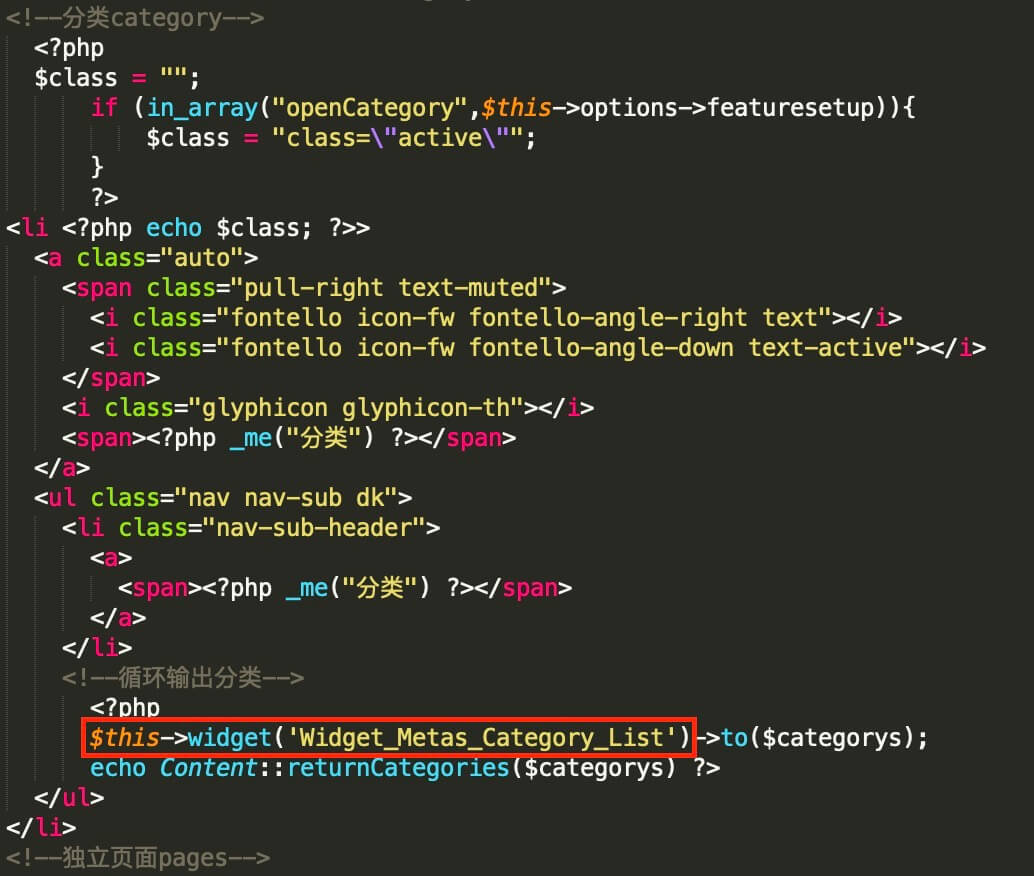 <!--分类category-->
<?php
$class = "";
if (in_array("openCategory",$this->options->featuresetup)){
$class = "class=\"active\"";
}
?>
<li <?php echo $class; ?>>
<a class="auto">
<span class="pull-right text-muted">
<i class="fontello icon-fw fontello-angle-right text"></i>
<i class="fontello icon-fw fontello-angle-down text-active"></i>
</span>
<i class="glyphicon glyphicon-th"></i>
<span><?php _me("分类") ?></span>
</a>
<ul class="nav nav-sub dk">
<li class="nav-sub-header">
<a>
<span><?php _me("分类") ?></span>
</a>
</li>
<!--循环输出分类-->
<?php
$this->widget('Widget_Metas_Category_List')->to($categorys);
echo Content::returnCategories($categorys) ?>
</ul>
</li>
<!--独立页面pages-->